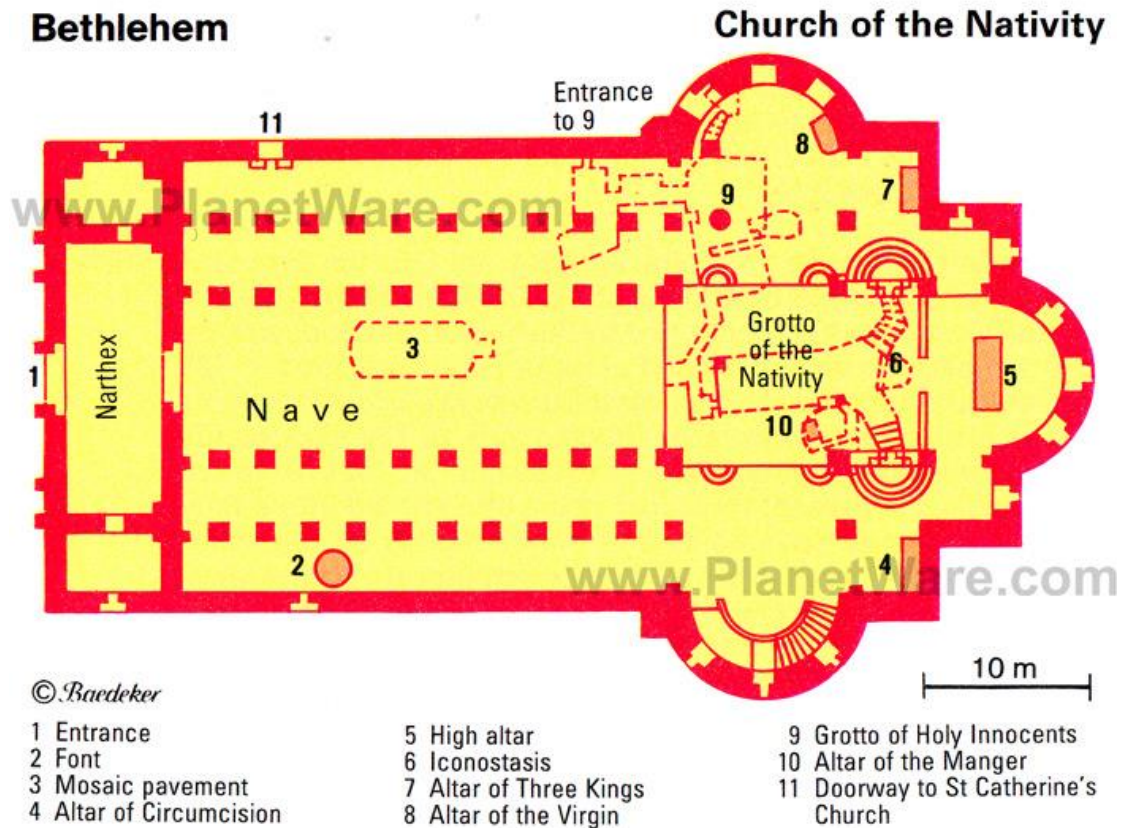 Bethlehem
Church of the Nativity
Entrance
to 9
11
8
7
9
www.PlanetWare.com
Narthex
1
3
Nave
Grotto
of the
Nativity
6
5
10
2
4
www.PlanetWare.com
10 m
© Baedeker
1 Entrance
2 Font
3 Mosaic pavement
4 Altar of Circumcision
5 High altar
6 Iconostasis
7 Altar of Three Kings
8 Altar of the Virgin
9 Grotto of Holy Innocents
10 Altar of the Manger
11 Doorway to St Catherine's
Church